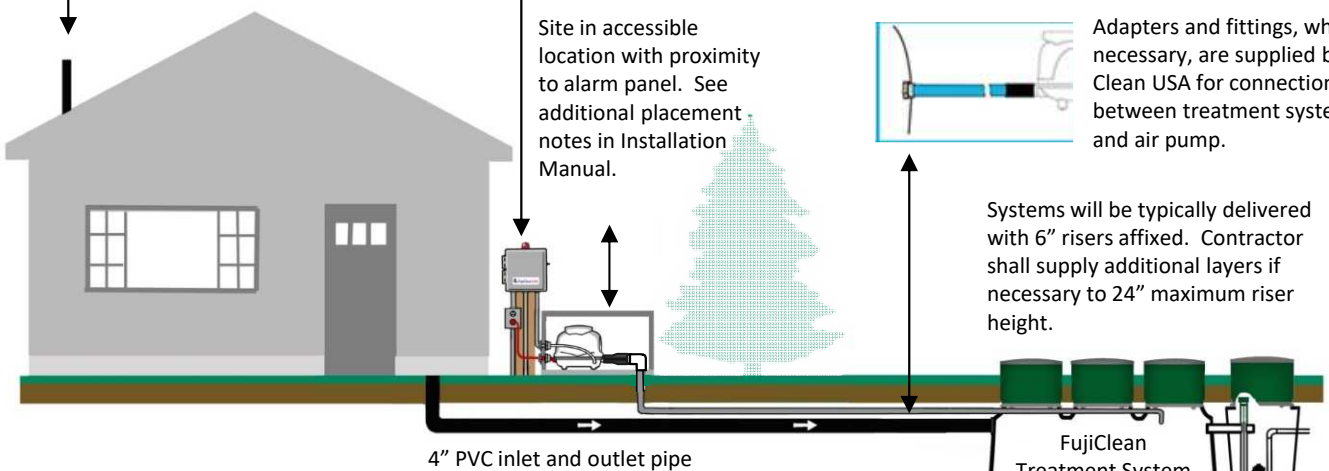 Site in accessible
location with proximity
to alarm panel. See
additional placement
notes in Installation
Manual.
Adapters and fittings,
necessary, are supplied
Clean USA for connection
between treatment
and air pump.
Systems will be typically delivered
with 6” risers affixed. Contractor
shall supply additional layers if
necessary to 24” maximum riser
height.
4” PVC inlet and outlet pipe
FujiClean
Treatment System